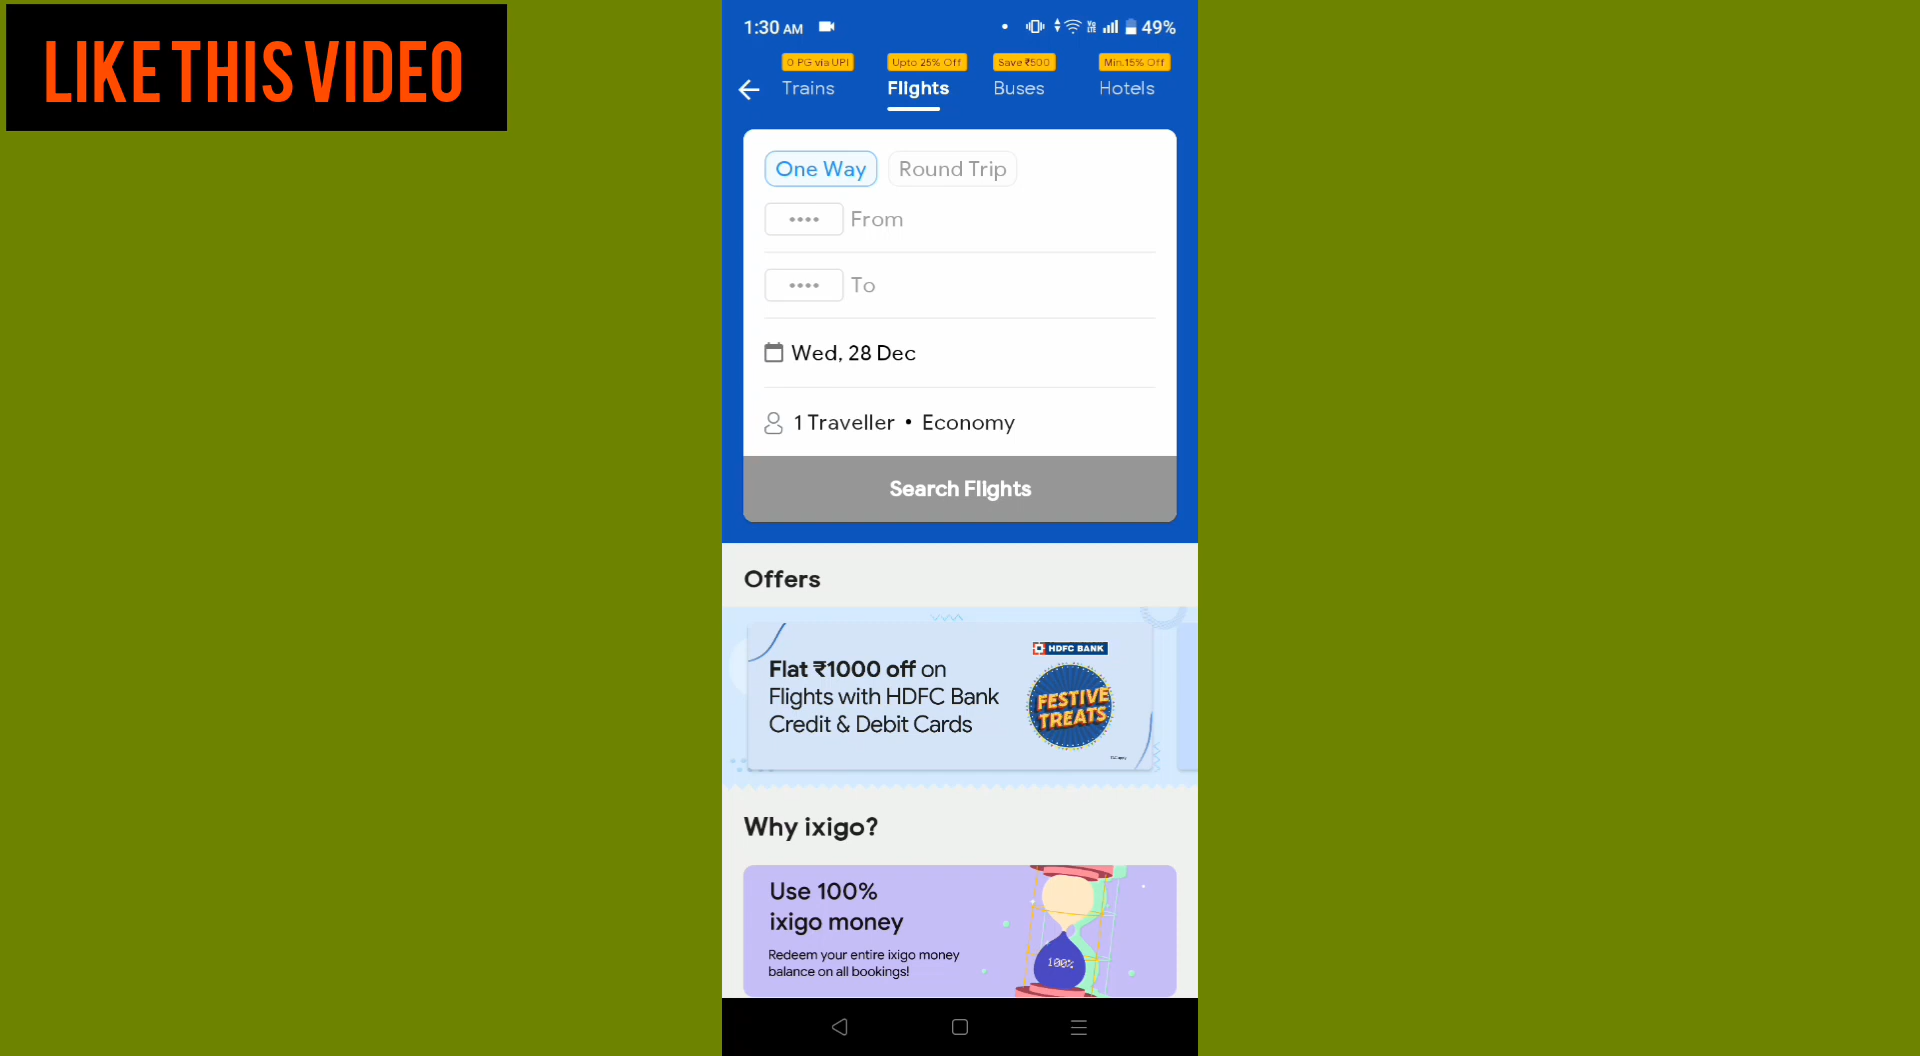 LIKE THIS VIDEO
1:30 AM
49%
0 PG via UPI
Upto 25% Off
Save ₹500
Min.15% Off
Trains
Flights
Buses
Hotels
One Way
Round Trip
From
To
Wed, 28 Dec
1 Traveller • Economy
Search Flights
Offers
HDFC BANK
Flat ₹1000 off on
Flights with HDFC Bank
Credit & Debit Cards
FESTIVE
TREATS
Why ixigo?
Use 100%
ixigo money
Redeem your entire ixigo money
balance on all bookings!
100%